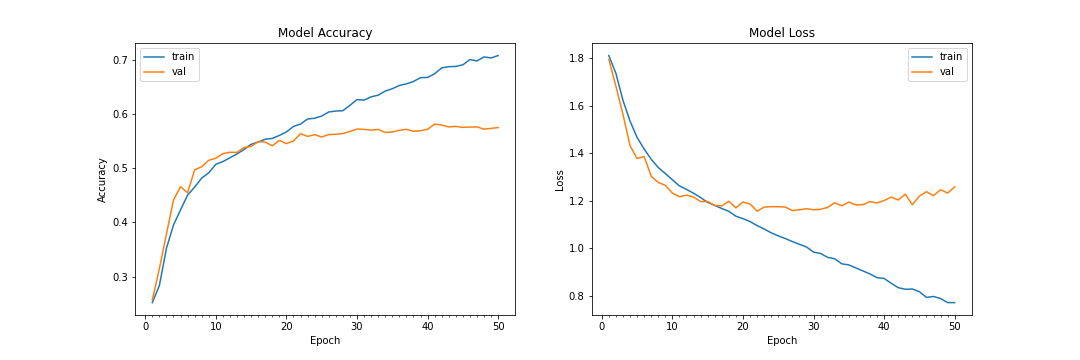 Model Accuracy
train
val
0.7
0.6
0.5
0.4
0.3
Accuracy
0 10 20 30 40 50
Epoch
Model Loss
train
val
1.8
1.6
1.4
1.2
1.0
0.8
Loss
0 10 20 30 40 50
Epoch